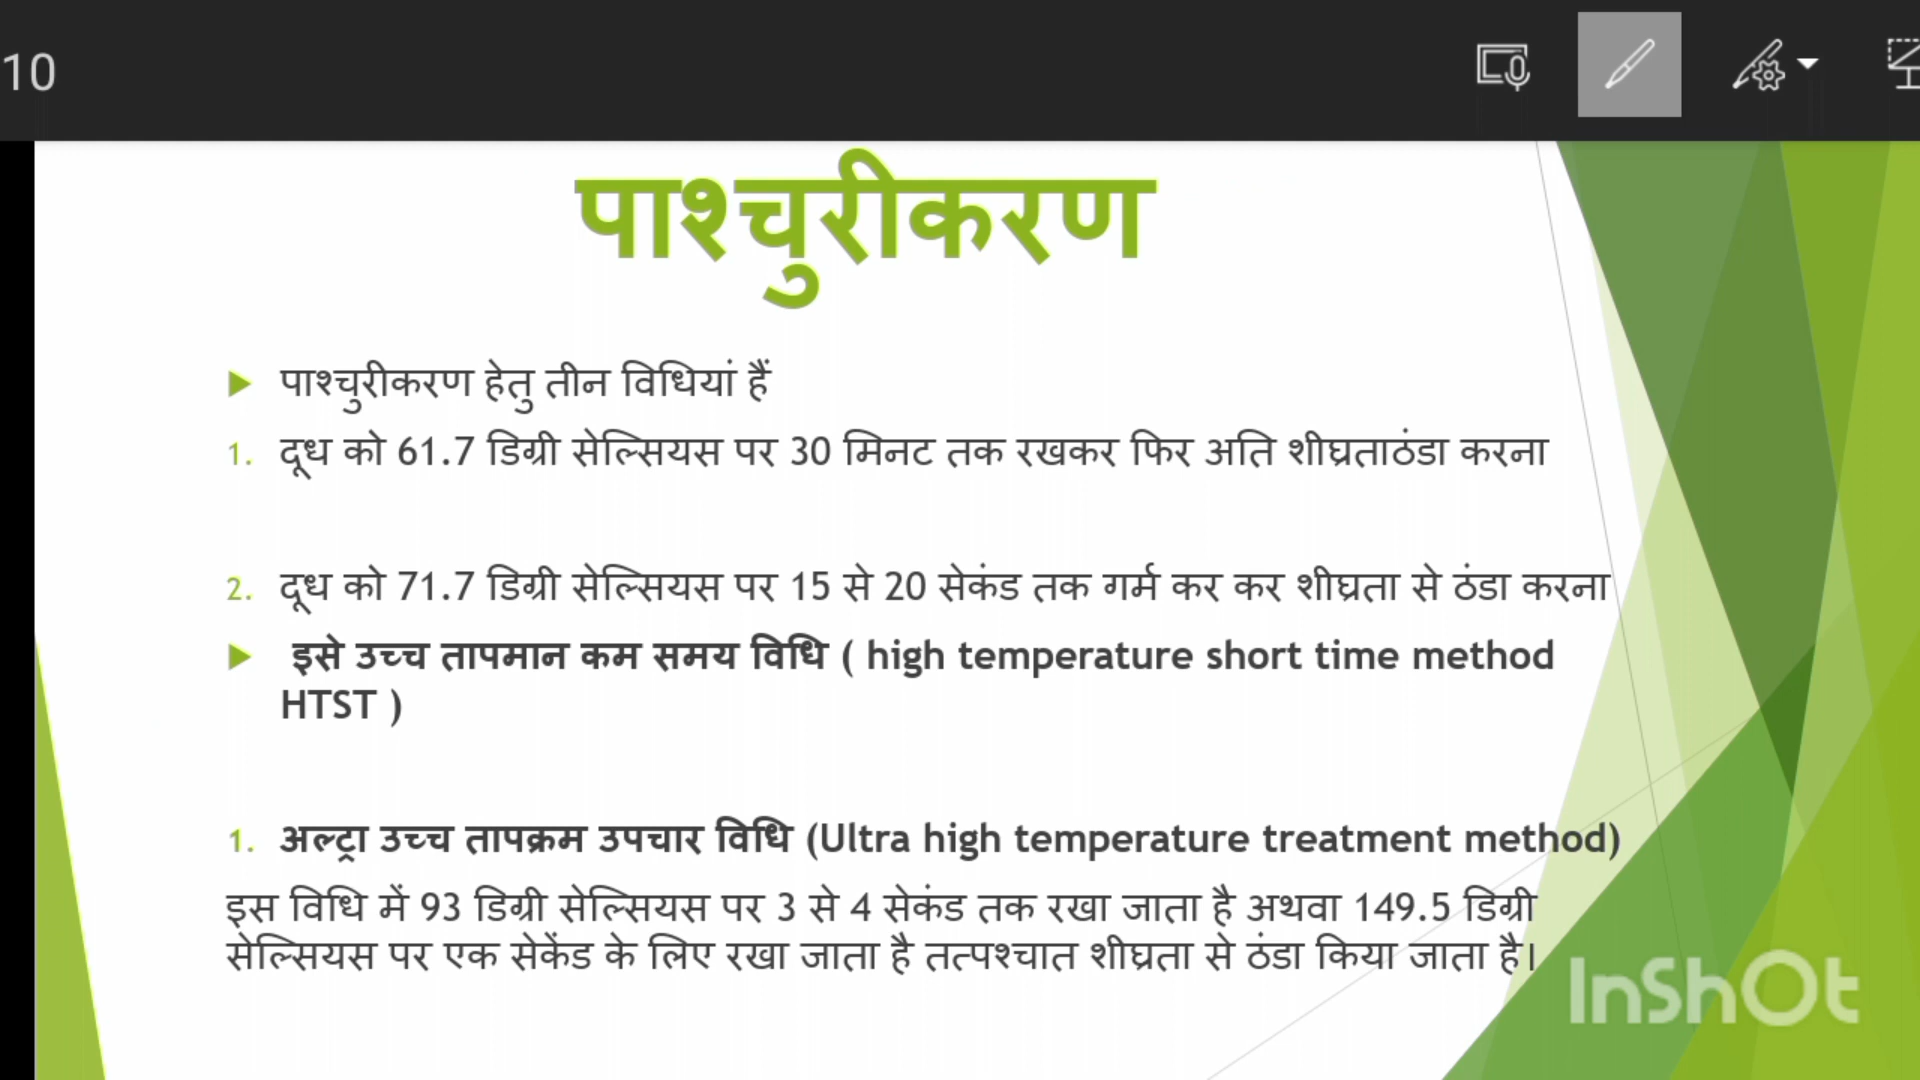 10
पाश्चुरीकरण
पाश्चुरीकरण हेतु तीन विधियां हैं
1. दूध को 61.7 डिग्री सेल्सियस पर 30 मिनट तक रखकर फिर अति शीघ्रताठंडा करना
2. दूध को 71.7 डिग्री सेल्सियस पर 15 से 20 सेकंड तक गर्म कर कर शीघ्रता से ठंडा करना
इसे उच्च तापमान कम समय विधि ( high temperature short time method
HTST )
1. अल्ट्रा उच्च तापक्रम उपचार विधि (Ultra high temperature treatment method)
इस विधि में 93 डिग्री सेल्सियस पर 3 से 4 सेकंड तक रखा जाता है अथवा 149.5 डिग्री
सेल्सियस पर एक सेकेंड के लिए रखा जाता है तत्पश्चात शीघ्रता से ठंडा किया जाता है।
InShOt